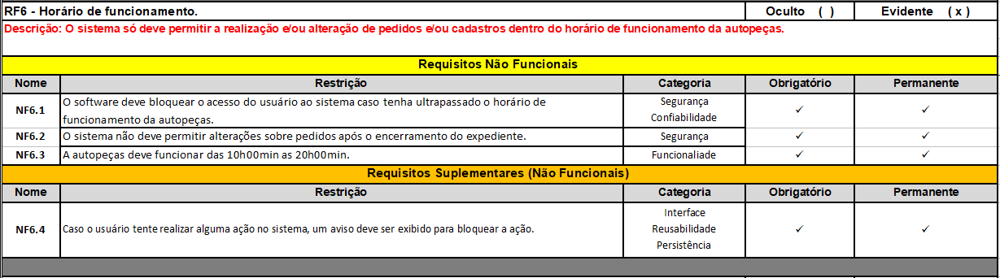 RF6 - Horário de funcionamento. Oculto ( ) Evidente ( x )
Descrição: O sistema só deve permitir a realização e/ou alteração de pedidos e/ou cadastros dentro do horário de funcionamento da autopeças.
Requisitos Não Funcionais
Nome Restrição Categoria Obrigatório Permanente
NF6.1 O software deve bloquear o acesso do usuário ao sistema caso tenha ultrapassado o horário de
funcionamento da autopeças. Segurança
Confiabilidade ✓ ✓
NF6.2 O sistema não deve permitir alterações sobre pedidos após o encerramento do expediente. Segurança ✓ ✓
NF6.3 A autopeças deve funcionar das 10h00min as 20h00min. Funcionaliade ✓ ✓
Requisitos Suplementares (Não Funcionais)
Nome Restrição Categoria Obrigatório Permanente
NF6.4 Caso o usuário tente realizar alguma ação no sistema, um aviso deve ser exibido para bloquear a ação. Interface
Reusabilidade
Persistência ✓ ✓